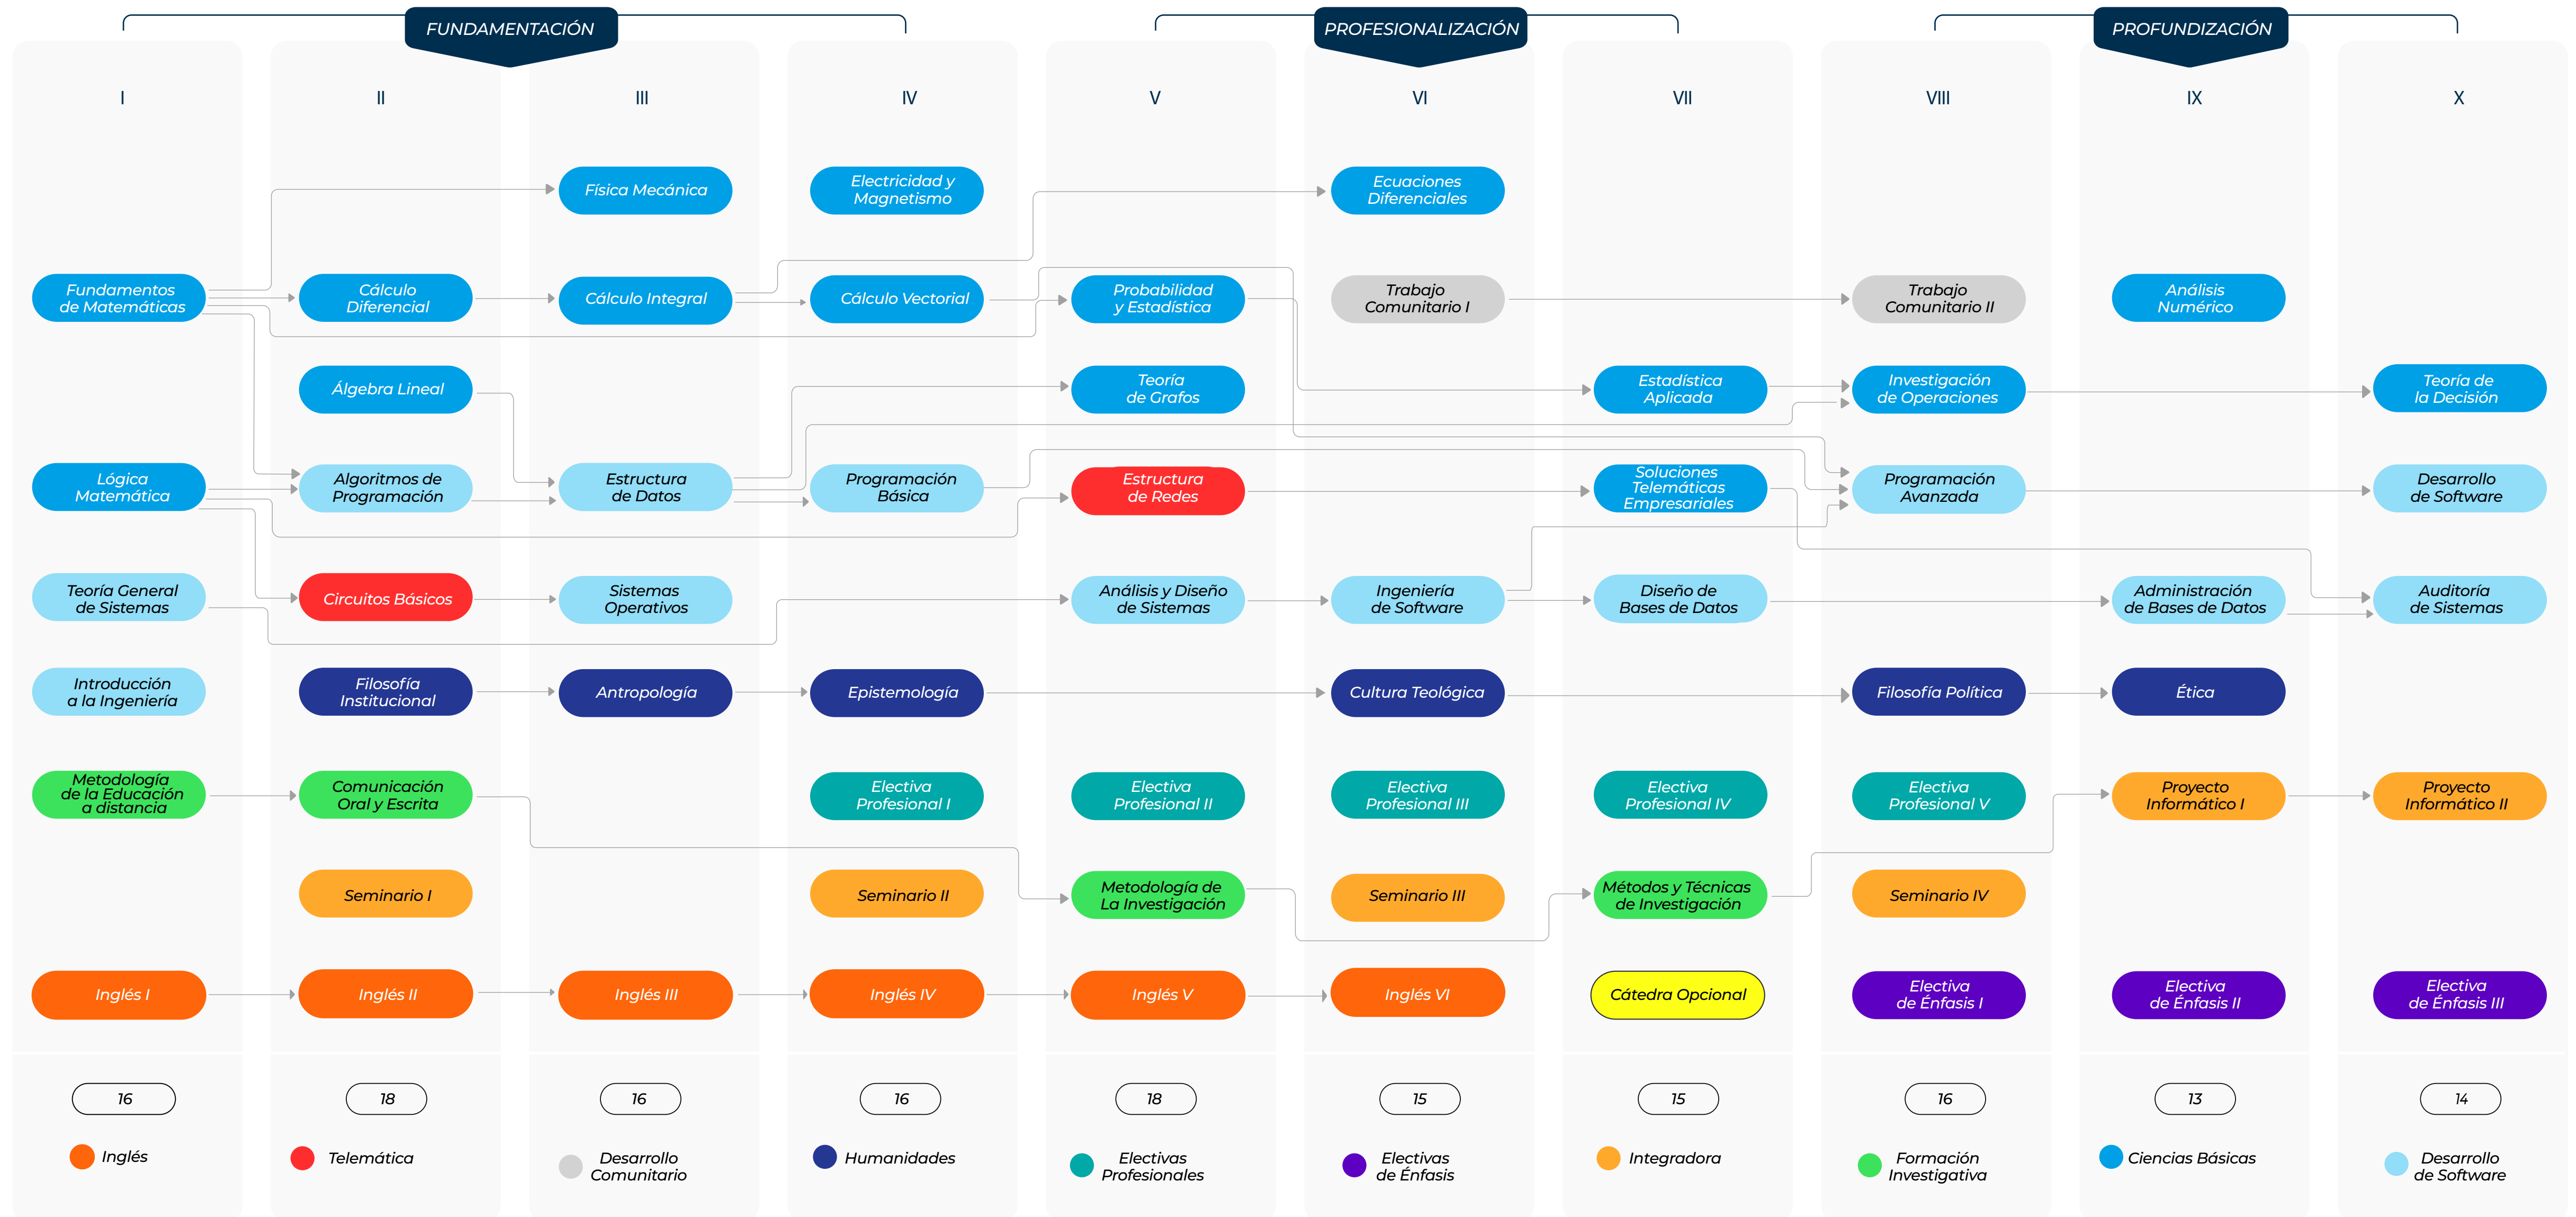 FUNDAMENTACIÓN
PROFESIONALIZACIÓN
PROFUNDIZACIÓN
I
II
III
IV
V
VI
VII
VIII
IX
X
Física Mecánica
Electricidad y
Magnetismo
Ecuaciones
Diferenciales
Fundamentos
de Matemáticas
Cálculo
Diferencial
Cálculo Integral
Cálculo Vectorial
Probabilidad
y Estadística
Trabajo
Comunitario I
Trabajo
Comunitario II
Análisis
Numérico
Álgebra Lineal
Teoría
de Grafos
Estadística
Aplicada
Investigación
de Operaciones
Teoría de
la Decisión
Lógica
Matemática
Algoritmos de
Programación
Estructura
de Datos
Programación
Básica
Estructura
de Redes
Soluciones
Telemáticas
Empresariales
Programación
Avanzada
Desarrollo
de Software
Teoría General
de Sistemas
Circuitos Básicos
Sistemas
Operativos
Análisis y Diseño
de Sistemas
Ingeniería
de Software
Diseño de
Bases de Datos
Administración
de Bases de Datos
Auditoría
de Sistemas
Introducción
a la Ingeniería
Filosofía
Institucional
Antropología
Epistemología
Cultura Teológica
Filosofía Política
Ética
Metodología
de la Educación
a distancia
Comunicación
Oral y Escrita
Electiva
Profesional I
Electiva
Profesional II
Electiva
Profesional III
Electiva
Profesional IV
Electiva
Profesional V
Proyecto
Informático I
Proyecto
Informático II
Seminario I
Seminario II
Metodología de
La Investigación
Seminario III
Métodos y Técnicas
de Investigación
Seminario IV
Inglés I
Inglés II
Inglés III
Inglés IV
Inglés V
Inglés VI
Cátedra Opcional
Electiva
de Énfasis I
Electiva
de Énfasis II
Electiva
de Énfasis III
16
18
16
16
18
15
15
16
13
14
Inglés
Telemática
Desarrollo
Comunitario
Humanidades
Electivas
Profesionales
Electivas
de Énfasis
Integradora
Formación
Investigativa
Ciencias Básicas
Desarrollo
de Software